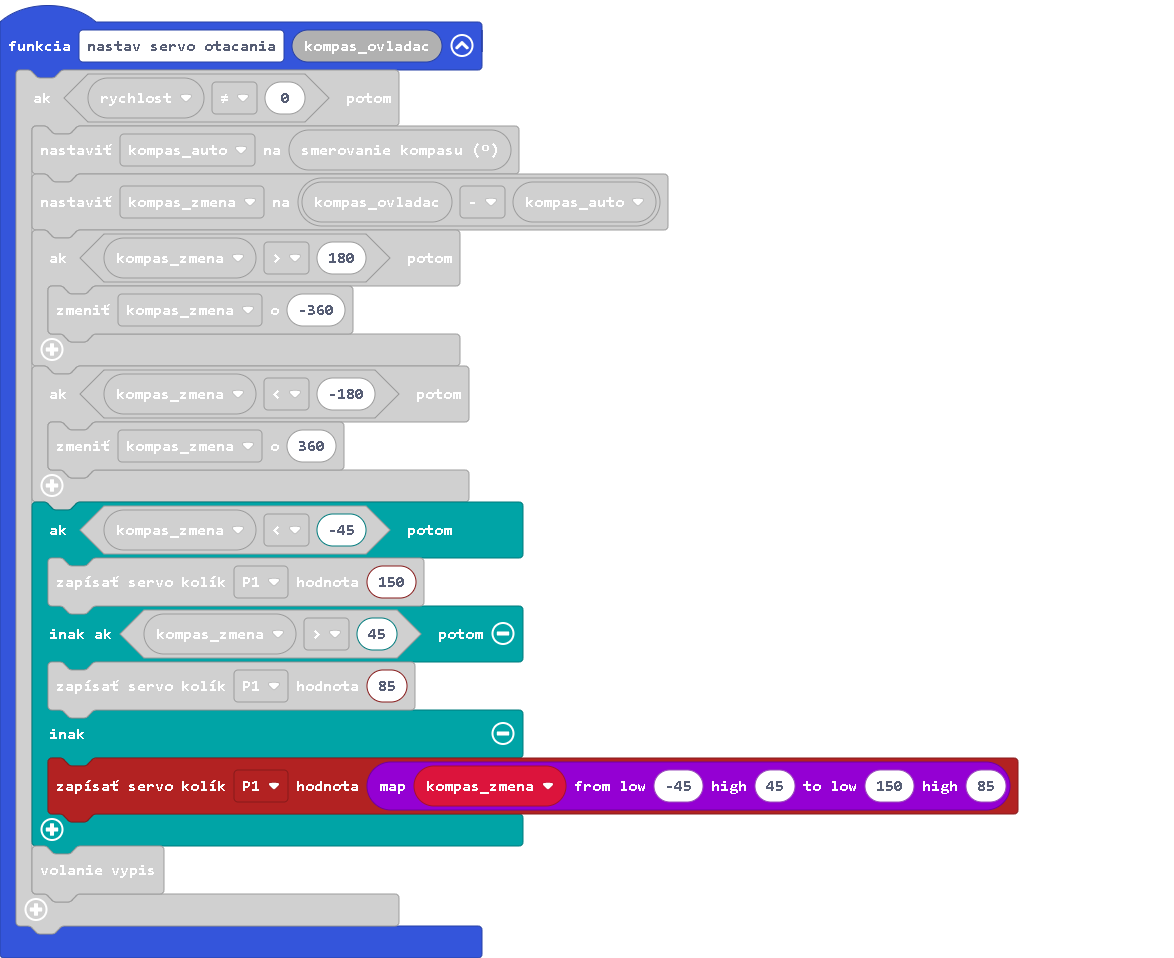 funkcia nastav servo otacania kompas_ovladac
ak rychlost ≠ 0 potom
nastaviť kompas_auto na smerovanie kompasu (º)
nastaviť kompas_zmena na kompas_ovladac - kompas_auto
ak kompas_zmena > 180 potom
zmeniť kompas_zmena o -360
ak kompas_zmena < -180 potom
zmeniť kompas_zmena o 360
ak kompas_zmena < -45 potom
zapísať servo kolík P1 hodnota 150
inak ak kompas_zmena > 45 potom
zapísať servo kolík P1 hodnota 85
inak
zapísať servo kolík P1 hodnota map kompas_zmena from low -45 high 45 to low 150 high 85
volanie vypis